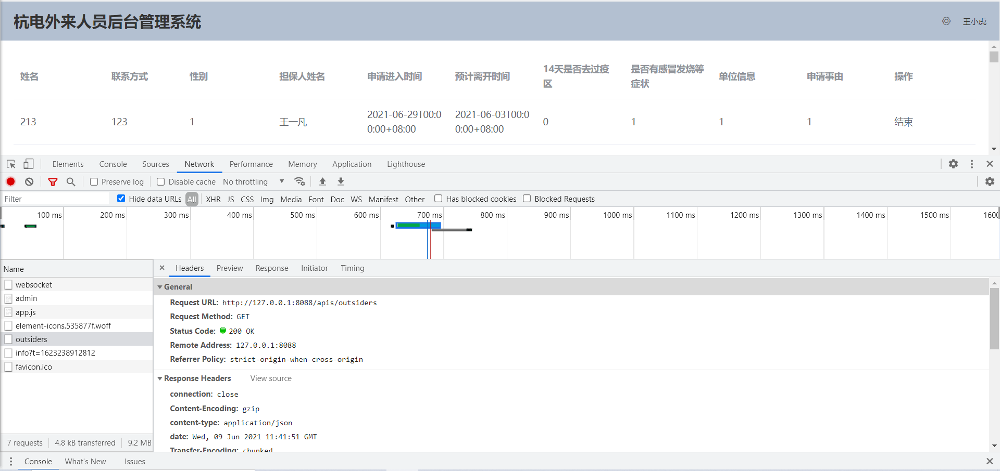 杭电外来人员后台管理系统
王小虎
姓名 联系方式 性别 担保人姓名 申请进入时间 预计离开时间 14天是否去过疫区 是否有感冒发烧等症状 单位信息 申请事由 操作
213 123 1 王一凡 2021-06-29T00:00:00+08:00 2021-06-03T00:00:00+08:00 0 1 1 1 结束
Elements Console Sources Network Performance Memory Application Lighthouse
Preserve log Disable cache No throttling
Filter Hide data URLs All XHR JS CSS Img Media Font Doc WS Manifest Other Has blocked cookies Blocked Requests
100 ms 200 ms 300 ms 400 ms 500 ms 600 ms 700 ms 800 ms 900 ms 1000 ms 1100 ms 1200 ms 1300 ms 1400 ms 1500 ms 1600
Name
websocket
admin
app.js
element-icons.535877f.woff
outsiders
info?t=1623238912812
favicon.ico
7 requests 4.8 kB transferred 9.2 MB
Headers Preview Response Initiator Timing
General
Request URL: http://127.0.0.1:8088/apis/outsiders
Request Method: GET
Status Code: 200 OK
Remote Address: 127.0.0.1:8088
Referrer Policy: strict-origin-when-cross-origin
Response Headers View source
connection: close
Content-Encoding: gzip
content-type: application/json
date: Wed, 09 Jun 2021 11:41:51 GMT
Transfer-Encoding: chunked
Console What's New Issues